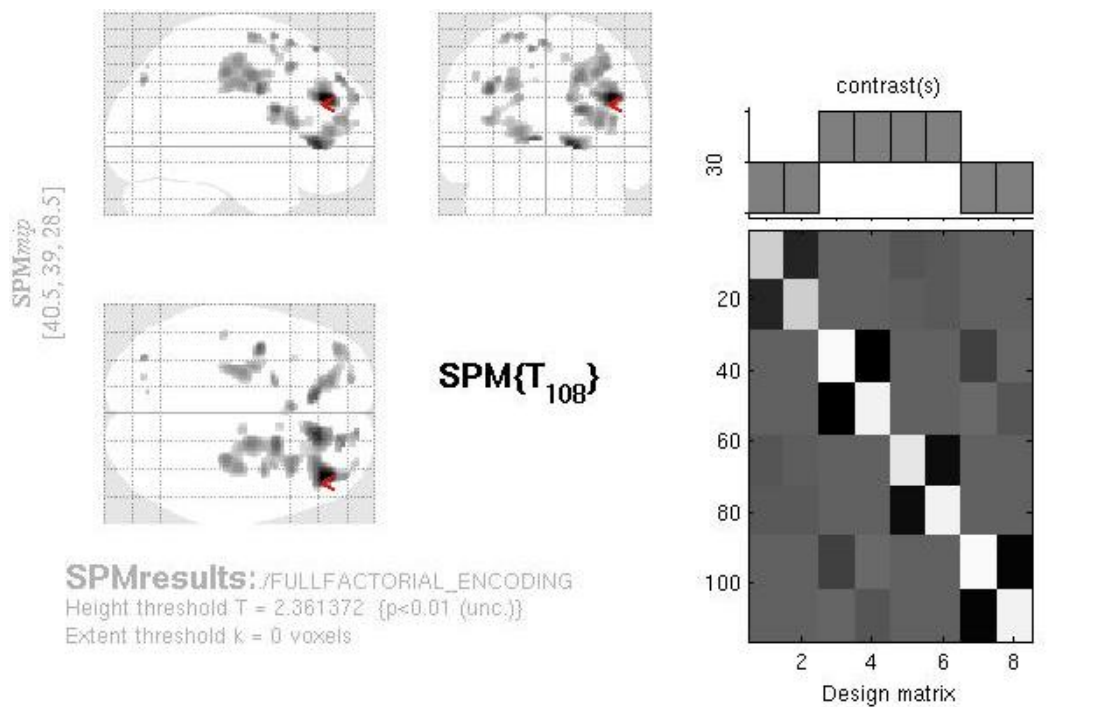 contrast(s)
30
SPMmip
[40.5, 39, 28.5]
SPM{T108}
20
40
60
80
100
2 4 6 8
Design matrix
SPMresults: ./FULLFACTORIAL_ENCODING
Height threshold T = 2.361372 {p<0.01 (unc.)}
Extent threshold k = 0 voxels